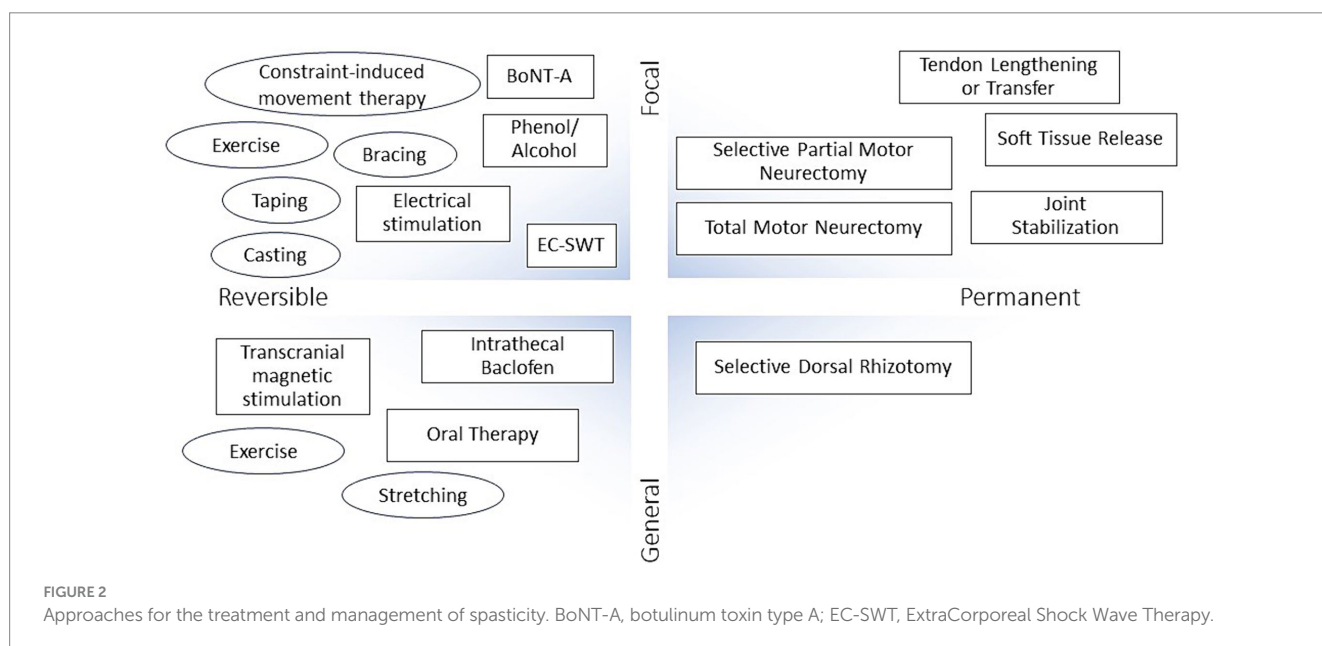 Constraint-induced
movement therapy
BoNT-A
Exercise
Bracing
Phenol/
Alcohol
Taping
Electrical
stimulation
Casting
EC-SWT
Focal
Tendon Lengthening
or Transfer
Soft Tissue Release
Selective Partial Motor
Neurectomy
Total Motor Neurectomy
Joint
Stabilization
Reversible
Permanent
Transcranial
magnetic
stimulation
Intrathecal
Baclofen
Oral Therapy
Exercise
Stretching
General
Selective Dorsal Rhizotomy
FIGURE 2
Approaches for the treatment and management of spasticity. BoNT-A, botulinum toxin type A; EC-SWT, ExtraCorporeal Shock Wave Therapy.